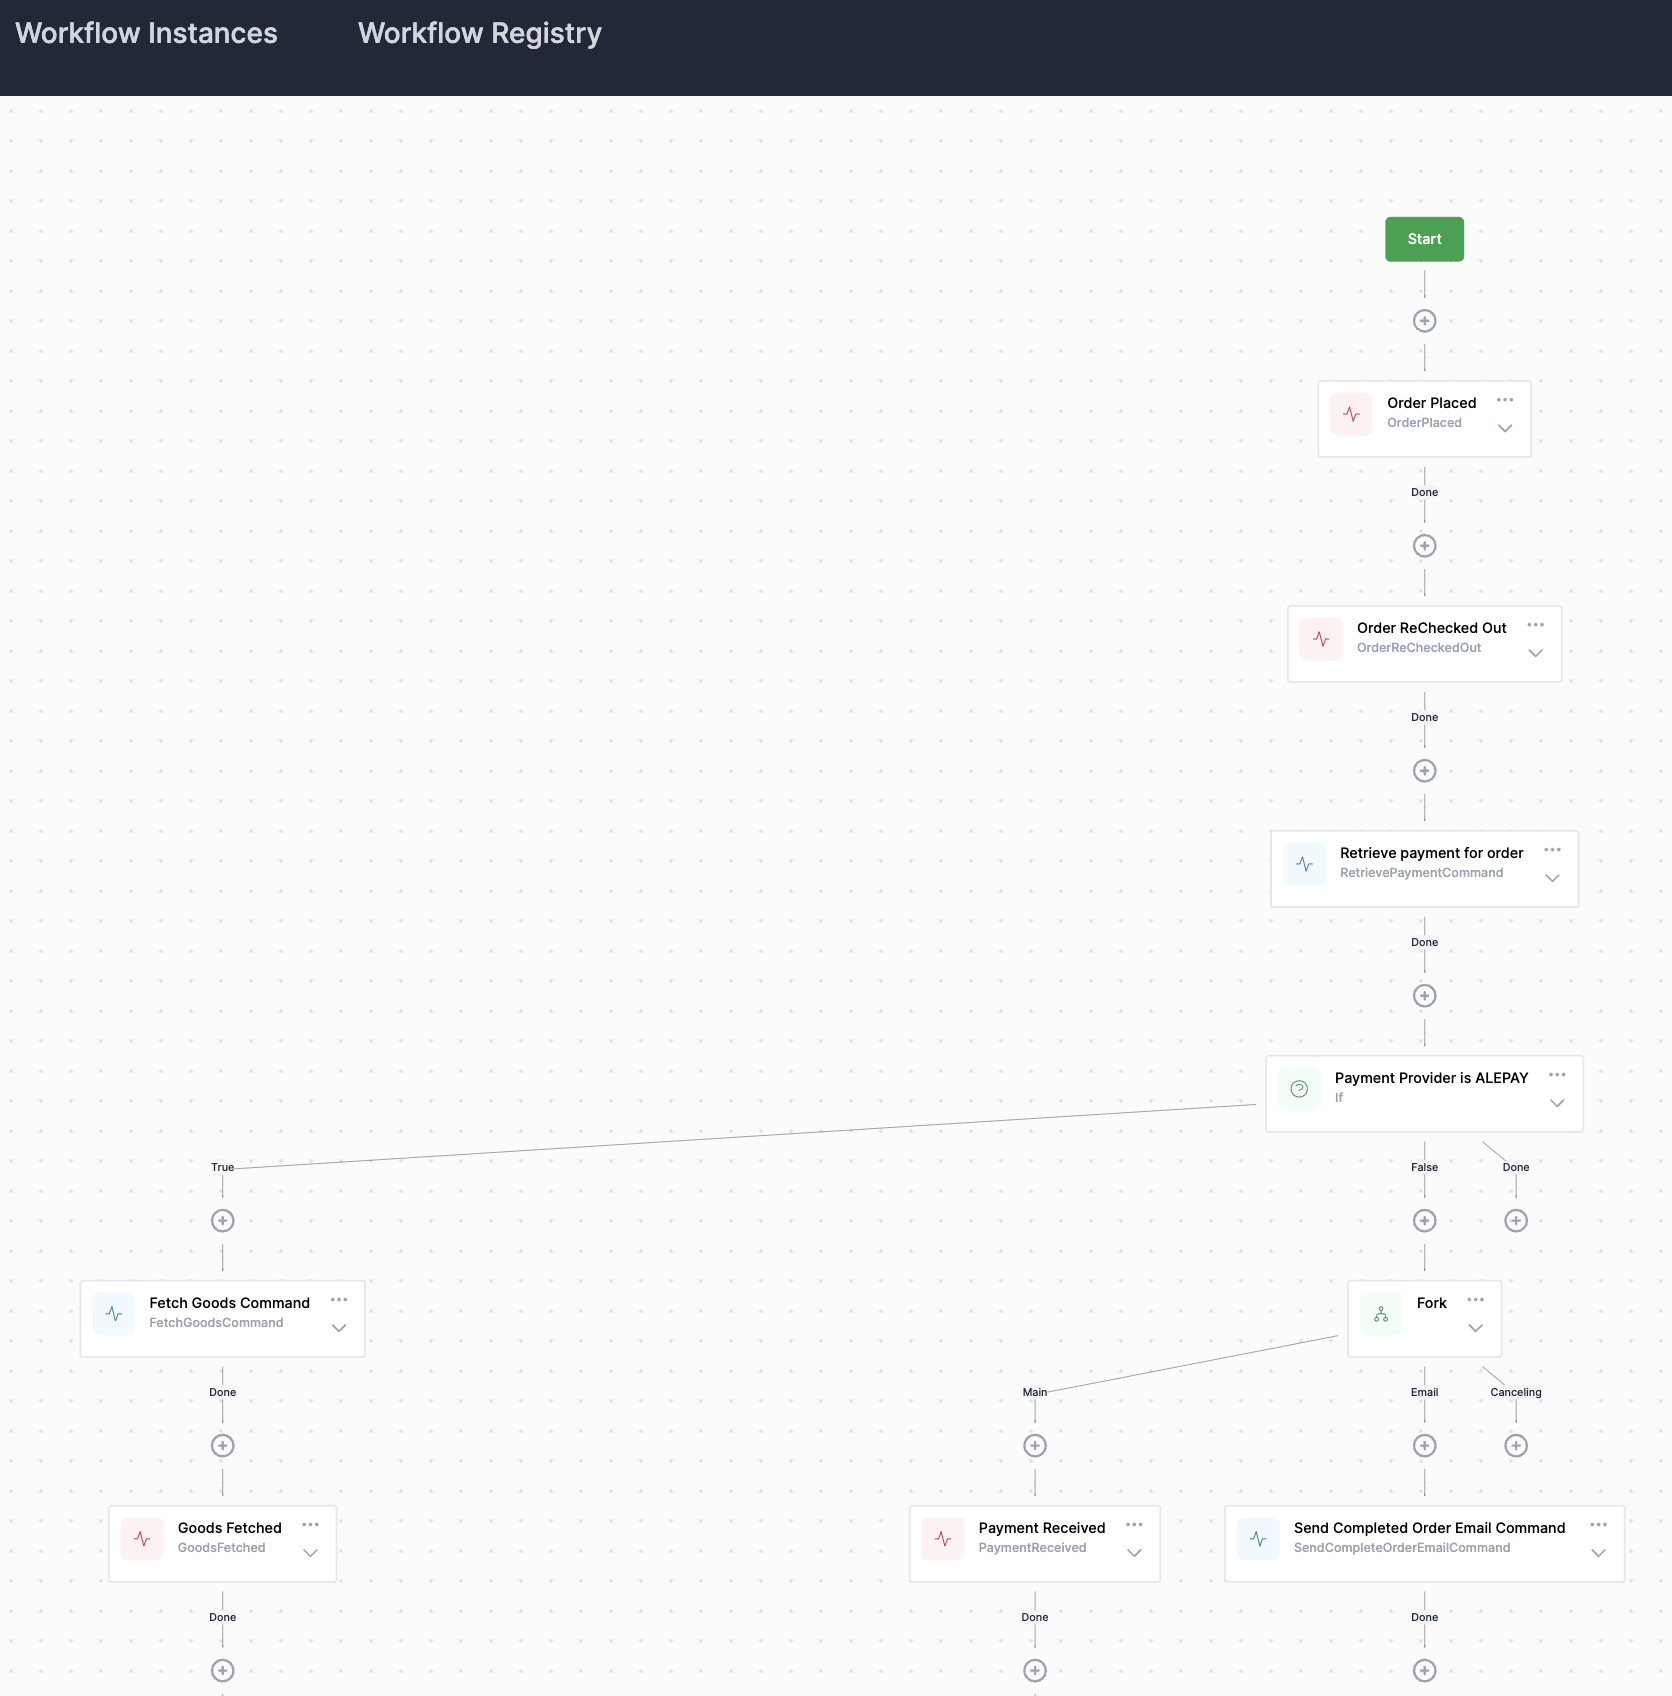 Workflow Instances
Workflow Registry
Start
Order Placed
OrderPlaced
Done
Order ReChecked Out
OrderReCheckedOut
Done
Retrieve payment for order
RetrievePaymentCommand
Done
Payment Provider is ALEPAY
If
True
False
Done
Fetch Goods Command
FetchGoodsCommand
Fork
Done
Main
Email
Canceling
Goods Fetched
GoodsFetched
Payment Received
PaymentReceived
Send Completed Order Email Command
SendCompleteOrderEmailCommand
Done
Done
Done